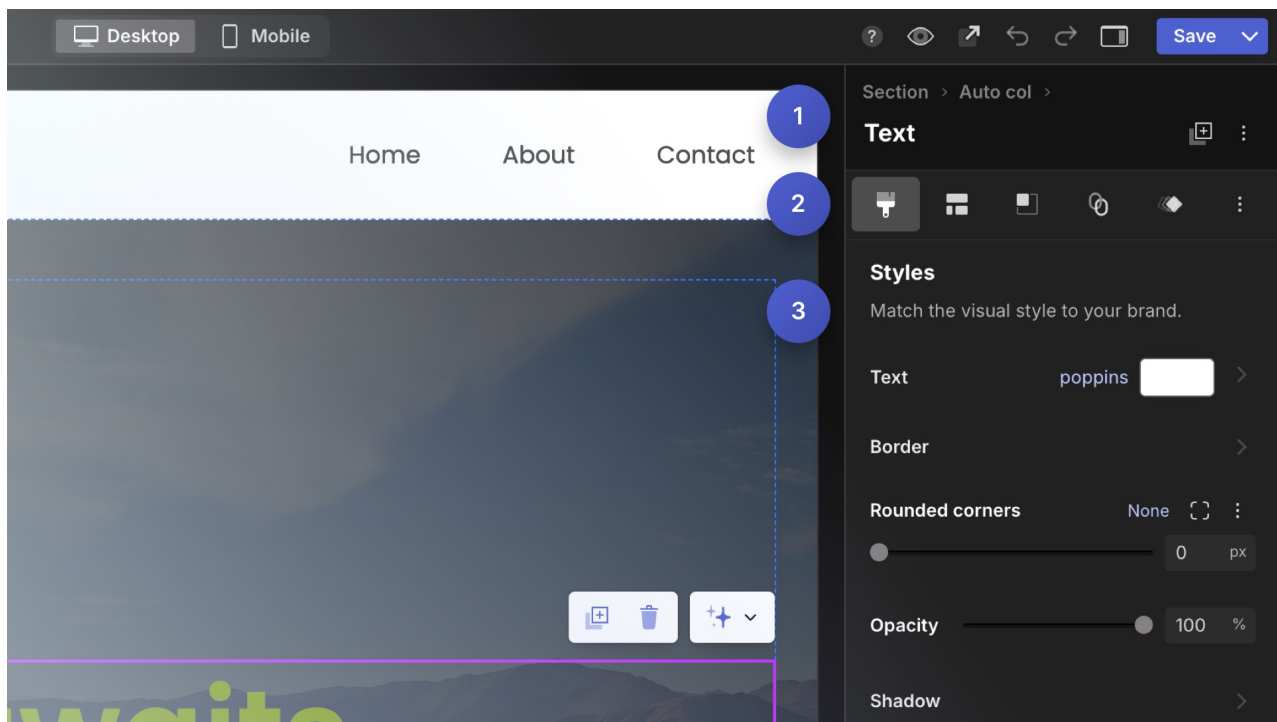 Desktop
Mobile
?
Save
Section > Auto col >
1
Text
Home
About
Contact
2
Styles
Match the visual style to your brand.
3
Text
poppins
Border
Rounded corners
None
0 px
Opacity
100 %
Shadow